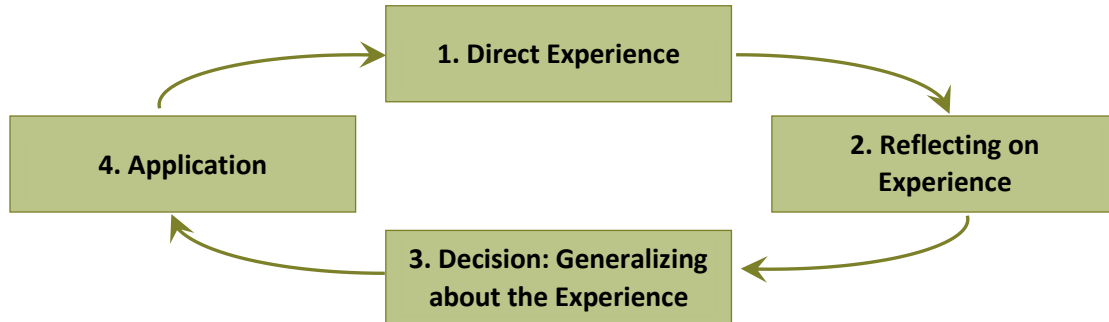 1. Direct Experience
2. Reflecting on
Experience
3. Decision: Generalizing
about the Experience
4. Application